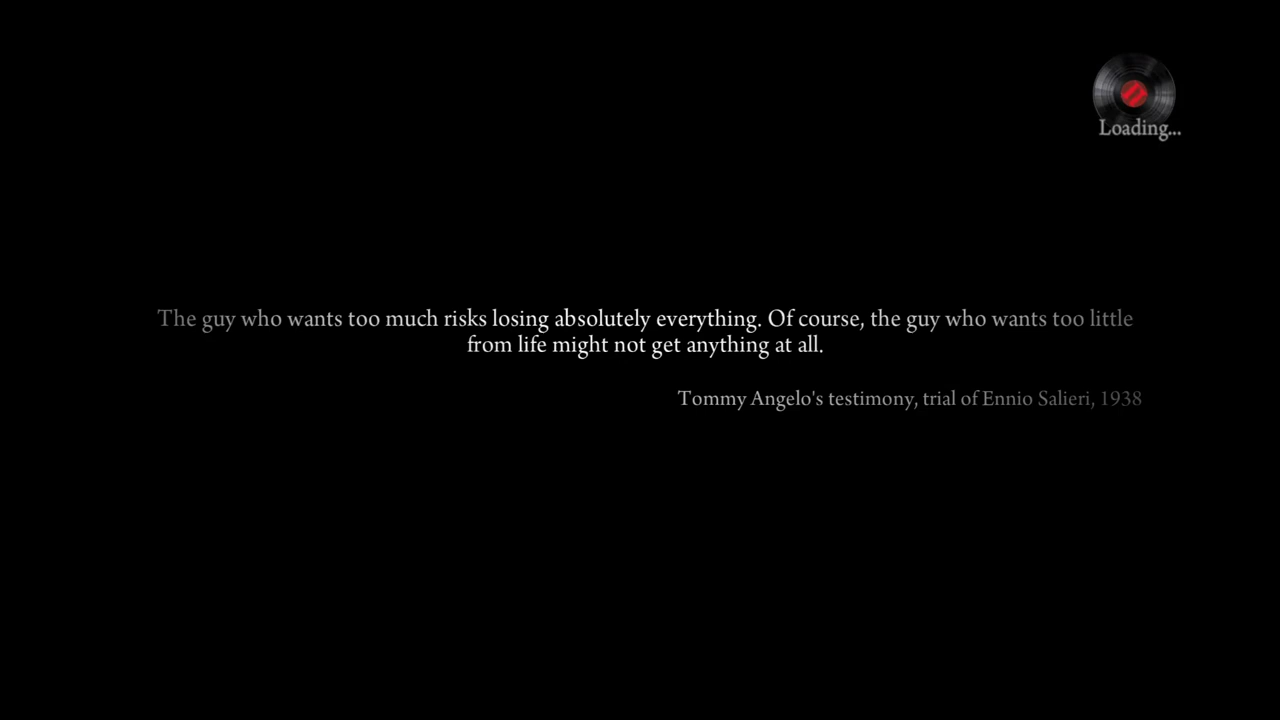 Loading...
The guy who wants too much risks losing absolutely everything. Of course, the guy who wants too little
from life might not get anything at all.
Tommy Angelo's testimony, trial of Ennio Salieri, 1938